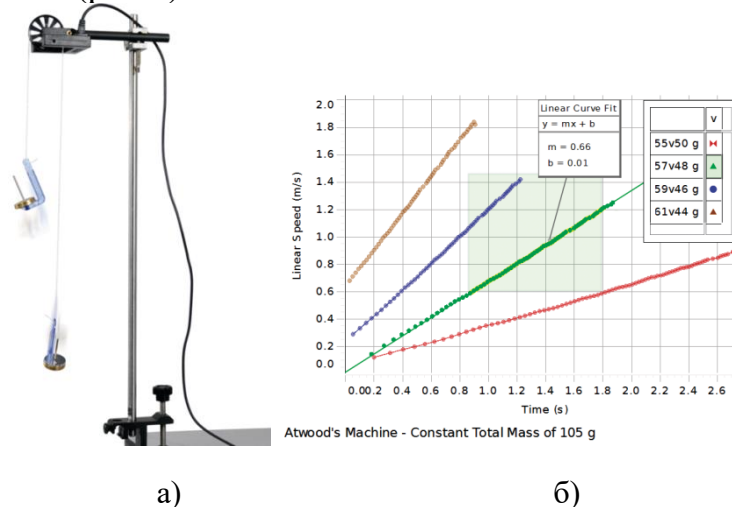 2.0
1.8
1.6
1.4
1.2
1.0
0.8
0.6
0.4
0.2
0.0
Linear Speed (m/s)
Linear Curve Fit
y = mx + b
m = 0.66
b = 0.01
v
55v50 g
57v48 g
59v46 g
61v44 g
0.00 0.2 0.4 0.6 0.8 1.0 1.2 1.4 1.6 1.8 2.0 2.2 2.4 2.6
Time (s)
Atwood's Machine - Constant Total Mass of 105 g
а) б)